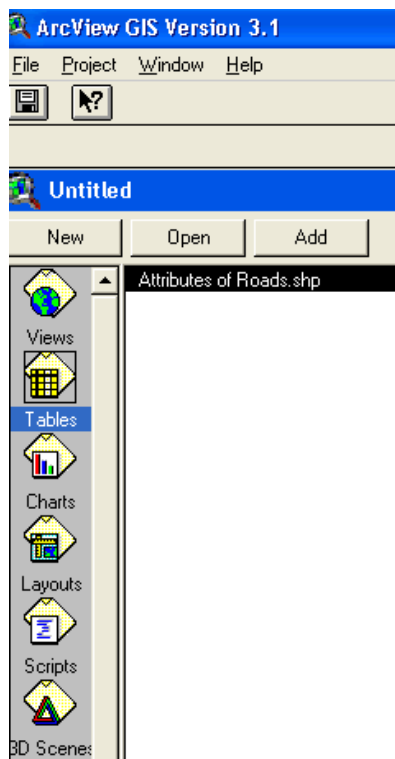 ArcView GIS Version 3.1
File Project Window Help
Untitled
New Open Add
Attributes of Roads.shp
Views
Tables
Charts
Layouts
Scripts
3D Scenes